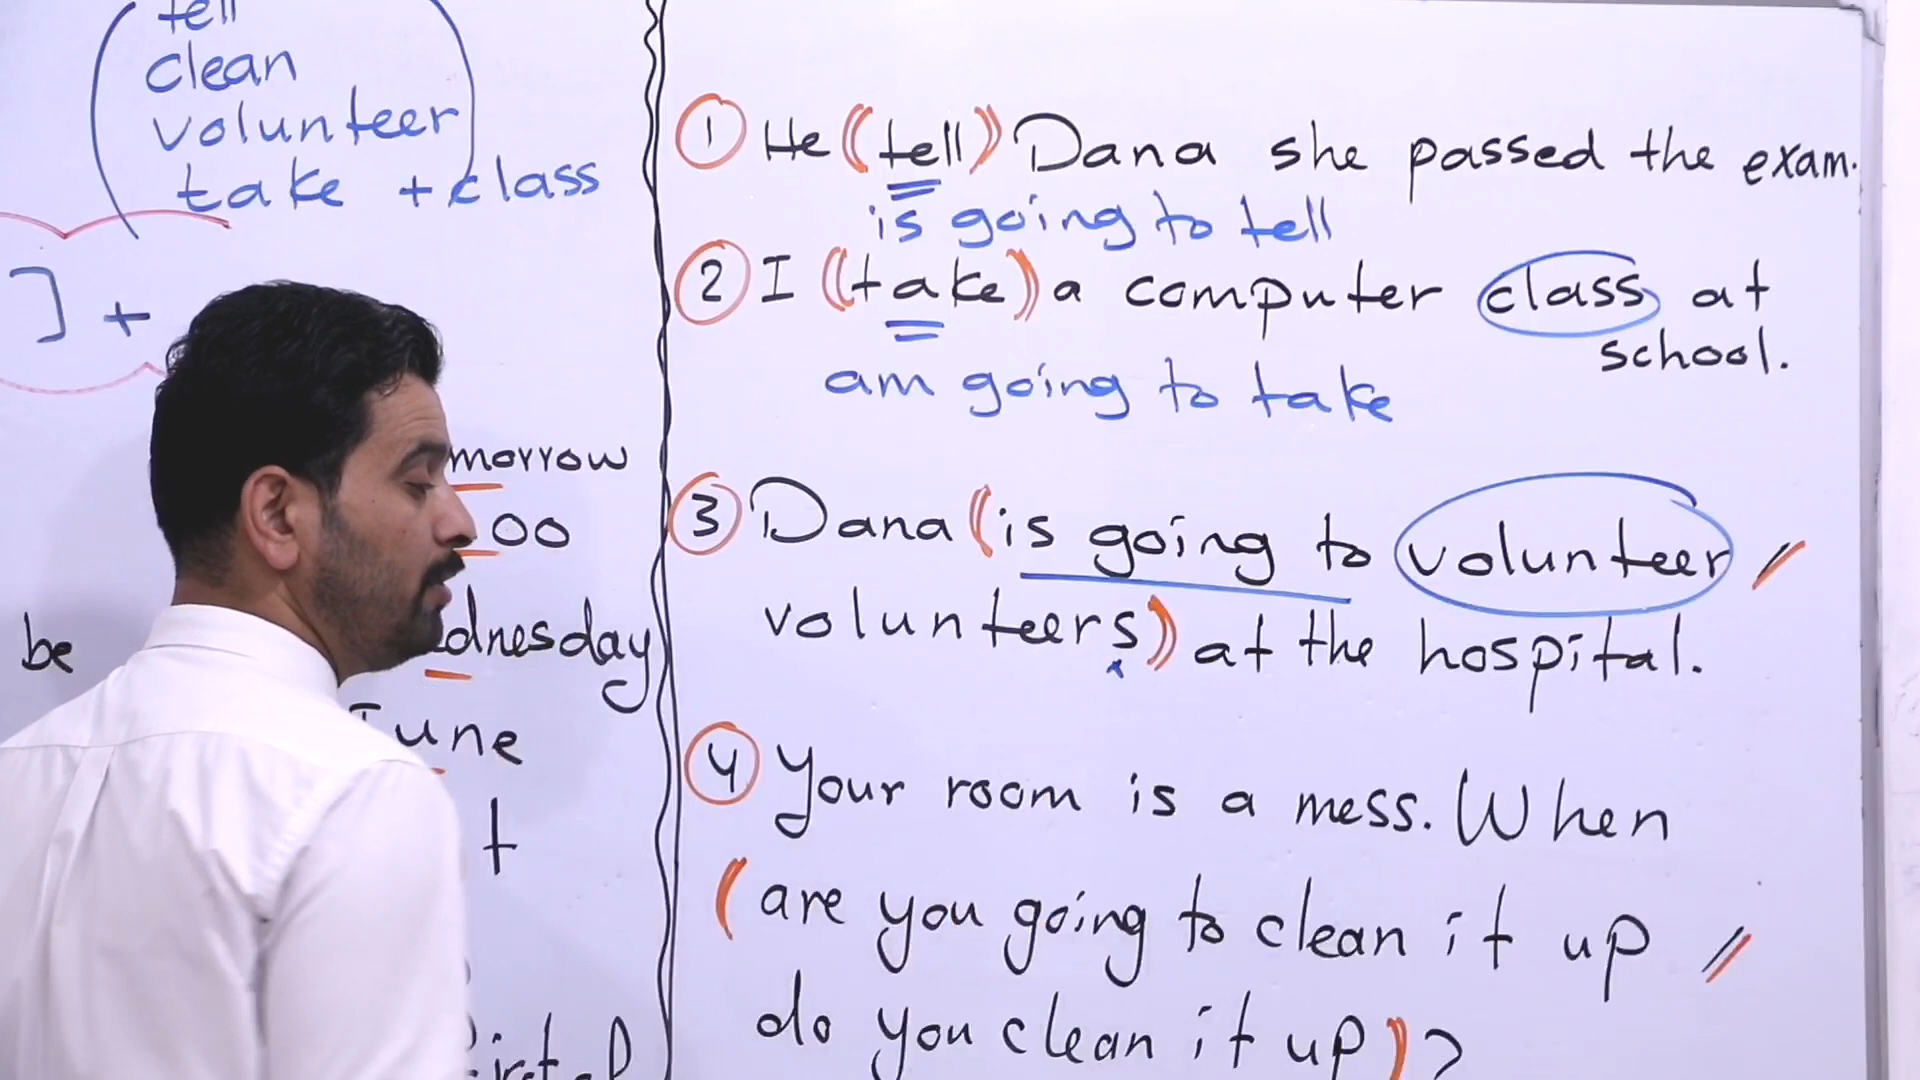 tell
clean
volunteer
take + class
] +
00
be
June
① He (tell) Dana she passed the exam.
is going to tell
② I (take) a computer class at
school.
am going to take
③ Dana (is going to volunteer /
volunteers) at the hospital.
④ Your room is a mess. When
(are you going to clean it up /
do you clean it up)?